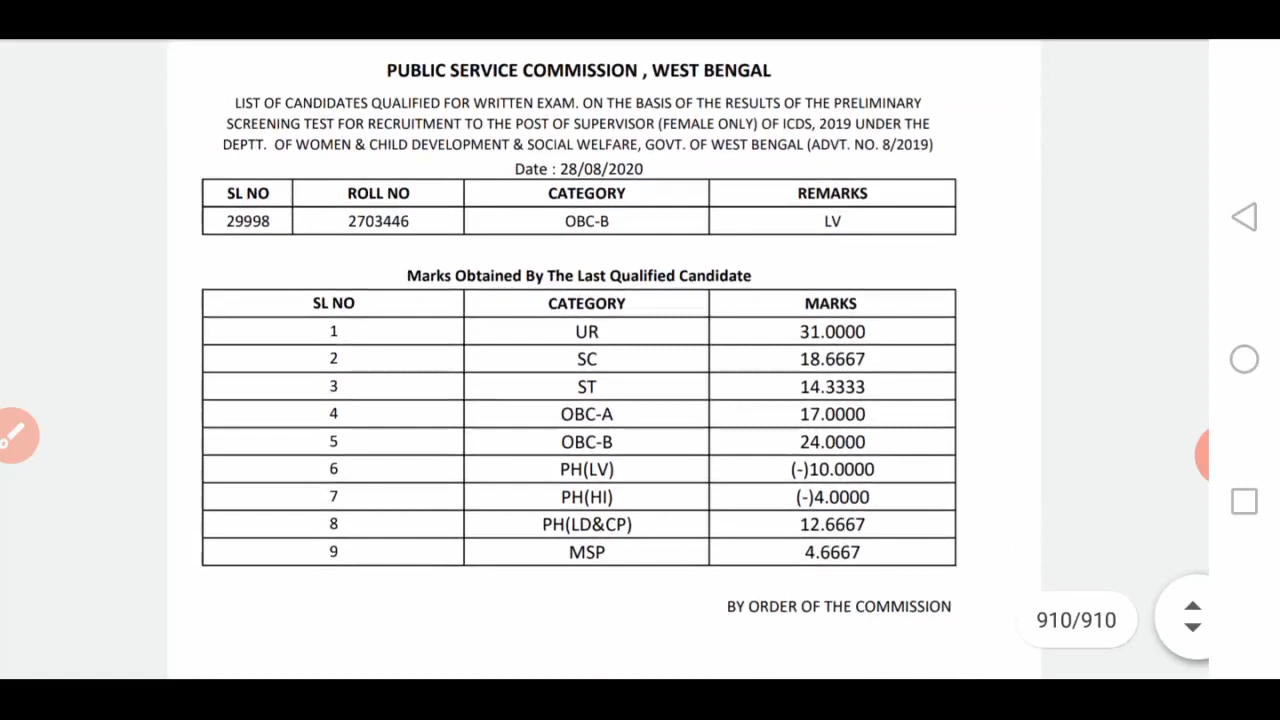 PUBLIC SERVICE COMMISSION , WEST BENGAL
LIST OF CANDIDATES QUALIFIED FOR WRITTEN EXAM. ON THE BASIS OF THE RESULTS OF THE PRELIMINARY
SCREENING TEST FOR RECRUITMENT TO THE POST OF SUPERVISOR (FEMALE ONLY) OF ICDS, 2019 UNDER THE
DEPTT. OF WOMEN & CHILD DEVELOPMENT & SOCIAL WELFARE, GOVT. OF WEST BENGAL (ADVT. NO. 8/2019)
Date : 28/08/2020
SL NO ROLL NO CATEGORY REMARKS
29998 2703446 OBC-B LV
Marks Obtained By The Last Qualified Candidate
SL NO CATEGORY MARKS
1 UR 31.0000
2 SC 18.6667
3 ST 14.3333
4 OBC-A 17.0000
5 OBC-B 24.0000
6 PH(LV) (-)10.0000
7 PH(HI) (-)4.0000
8 PH(LD&CP) 12.6667
9 MSP 4.6667
BY ORDER OF THE COMMISSION
910/910